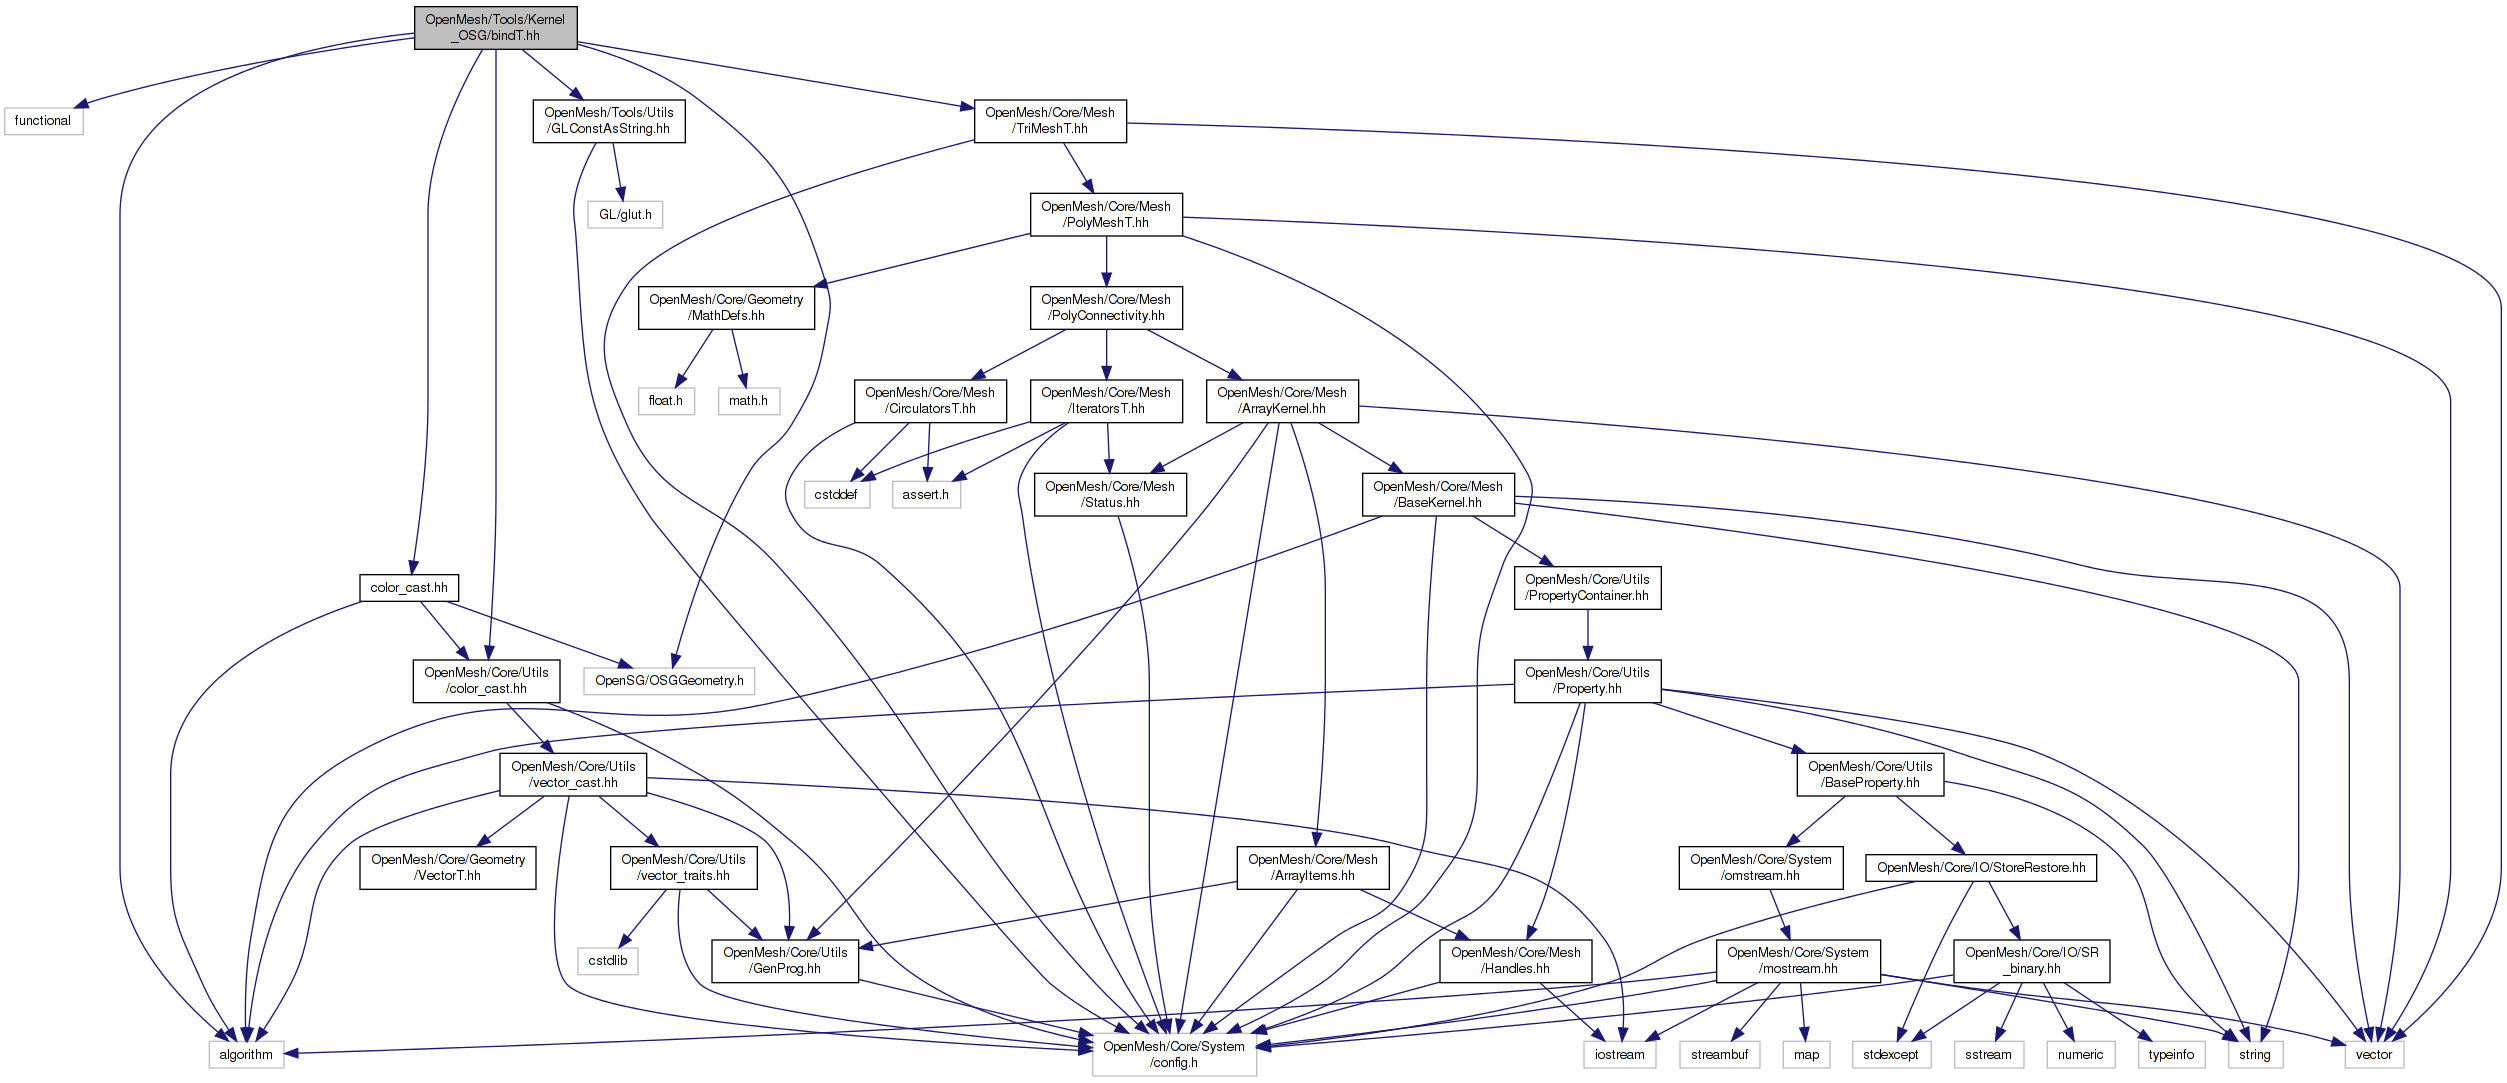 OpenMesh/Tools/Kernel
_OSG/bindT.hh
functional
OpenMesh/Tools/Utils
/GLConstAsString.hh
OpenMesh/Core/Mesh
/TriMeshT.hh
GL/glut.h
OpenMesh/Core/Mesh
/PolyMeshT.hh
OpenMesh/Core/Geometry
/MathDefs.hh
OpenMesh/Core/Mesh
/PolyConnectivity.hh
float.h
math.h
OpenMesh/Core/Mesh
/CirculatorsT.hh
OpenMesh/Core/Mesh
/IteratorsT.hh
OpenMesh/Core/Mesh
/ArrayKernel.hh
cstddef
assert.h
OpenMesh/Core/Mesh
/Status.hh
OpenMesh/Core/Mesh
/BaseKernel.hh
color_cast.hh
OpenMesh/Core/Utils
/PropertyContainer.hh
OpenMesh/Core/Utils
/color_cast.hh
OpenSG/OSGGeometry.h
OpenMesh/Core/Utils
/Property.hh
OpenMesh/Core/Utils
/vector_cast.hh
OpenMesh/Core/Utils
/BaseProperty.hh
OpenMesh/Core/Geometry
/VectorT.hh
OpenMesh/Core/Utils
/vector_traits.hh
OpenMesh/Core/Mesh
/ArrayItems.hh
OpenMesh/Core/System
/omstream.hh
OpenMesh/Core/IO/StoreRestore.hh
cstdlib
OpenMesh/Core/Utils
/GenProg.hh
OpenMesh/Core/Mesh
/Handles.hh
OpenMesh/Core/System
/mostream.hh
OpenMesh/Core/IO/SR
_binary.hh
algorithm
OpenMesh/Core/System
/config.h
iostream
streambuf
map
stdexcept
sstream
numeric
typeinfo
string
vector